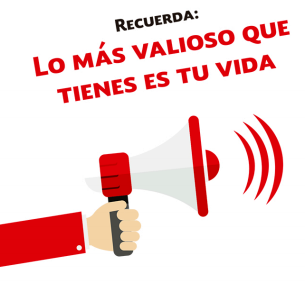 Recuerda:
Lo más valioso que
tienes es tu vida